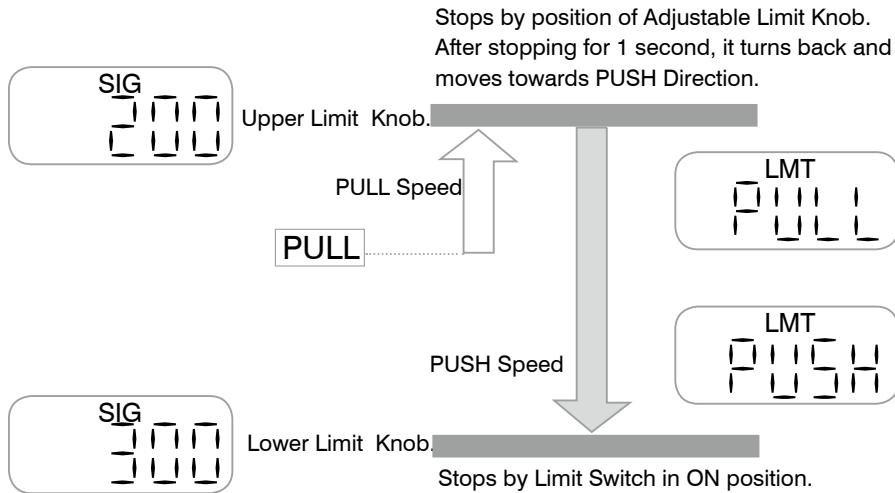 Stops by position of Adjustable Limit Knob.
After stopping for 1 second, it turns back and
moves towards PUSH Direction.
SIG
200
Upper Limit Knob.
PULL Speed
LMT
PULL
PULL
LMT
PUSH
PUSH Speed
SIG
300
Lower Limit Knob.
Stops by Limit Switch in ON position.